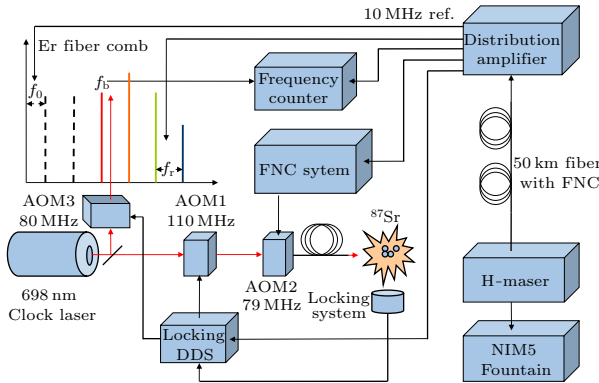 10 MHz ref.
Er fiber comb
Distribution
amplifier
f0
fb
Frequency
counter
fr
FNC sytem
50 km fiber
with FNC
AOM3
80 MHz
AOM1
110 MHz
87Sr
698 nm
Clock laser
AOM2
79 MHz
Locking
system
H-maser
Locking
DDS
NIM5
Fountain